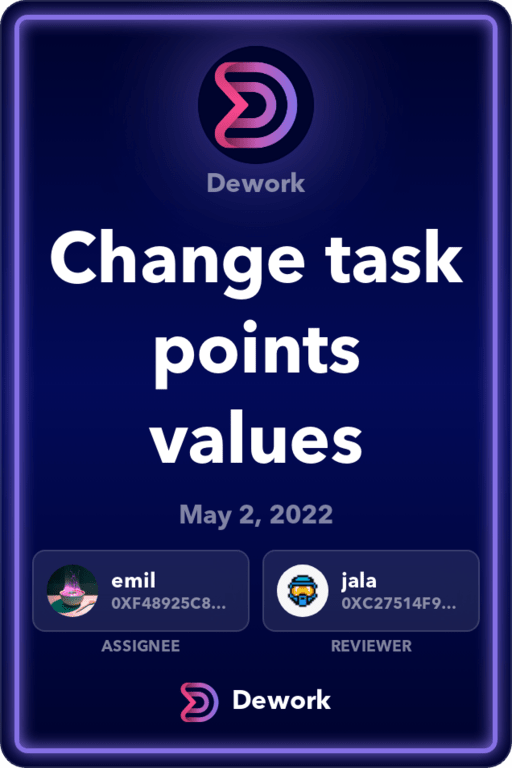 Dework
Change task
points
values
May 2, 2022
emil
0XF48925C8...
jala
0XC27514F9...
ASSIGNEE
REVIEWER
Dework